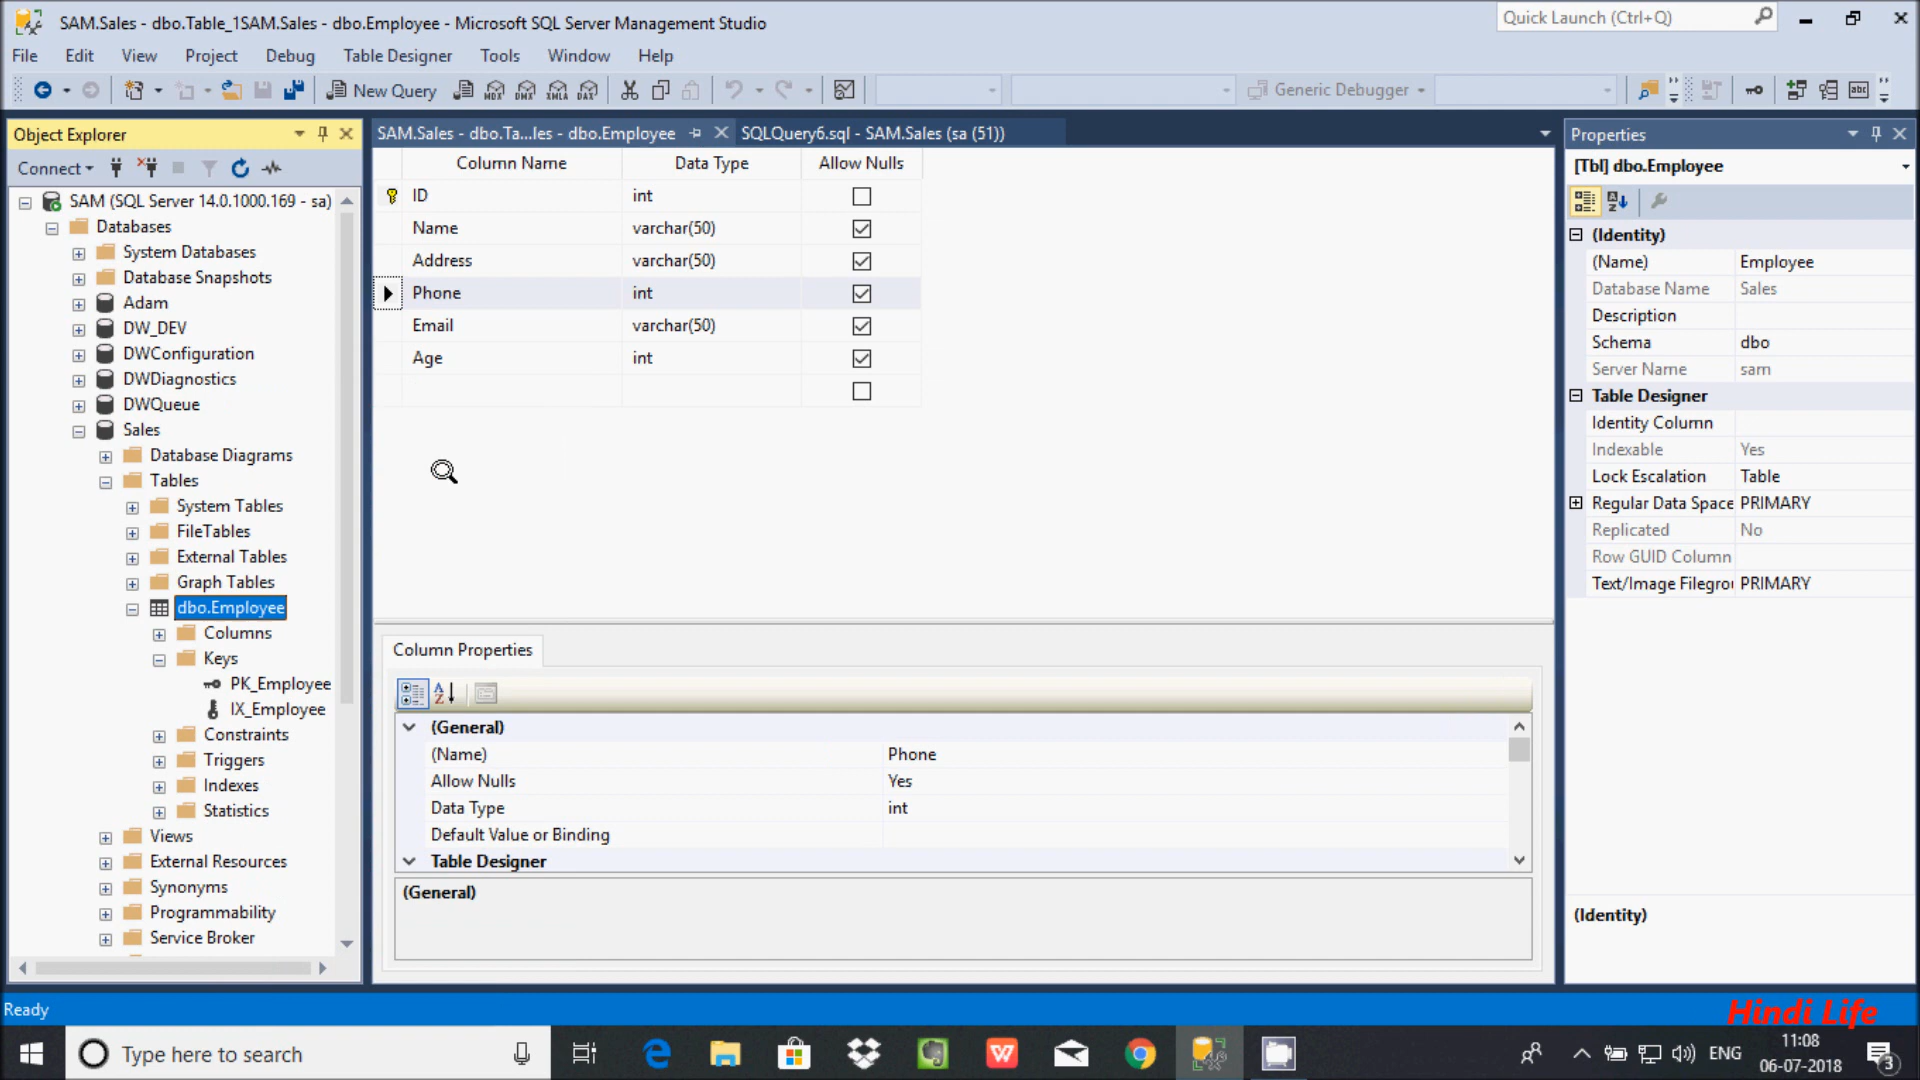 SAM.Sales - dbo.Table_1SAM.Sales - dbo.Employee - Microsoft SQL Server Management Studio
Quick Launch (Ctrl+Q)
File Edit View Project Debug Table Designer Tools Window Help
New Query
MDX DMX XMLA DAX
Generic Debugger
Object Explorer
Connect
SAM (SQL Server 14.0.1000.169 - sa)
Databases
System Databases
Database Snapshots
Adam
DW_DEV
DWConfiguration
DWDiagnostics
DWQueue
Sales
Database Diagrams
Tables
System Tables
FileTables
External Tables
Graph Tables
dbo.Employee
Columns
Keys
PK_Employee
IX_Employee
Constraints
Triggers
Indexes
Statistics
Views
External Resources
Synonyms
Programmability
Service Broker
SAM.Sales - dbo.Ta...les - dbo.Employee
SQLQuery6.sql - SAM.Sales (sa (51))
Column Name Data Type Allow Nulls
ID int
Name varchar(50)
Address varchar(50)
Phone int
Email varchar(50)
Age int
Column Properties
(General)
(Name) Phone
Allow Nulls Yes
Data Type int
Default Value or Binding
Table Designer
(General)
Properties
[Tbl] dbo.Employee
(Identity)
(Name) Employee
Database Name Sales
Description
Schema dbo
Server Name sam
Table Designer
Identity Column
Indexable Yes
Lock Escalation Table
Regular Data Space PRIMARY
Replicated No
Row GUID Column
Text/Image Filegrou PRIMARY
(Identity)
Ready
Hindi Life
Type here to search
ENG
11:08
06-07-2018
3